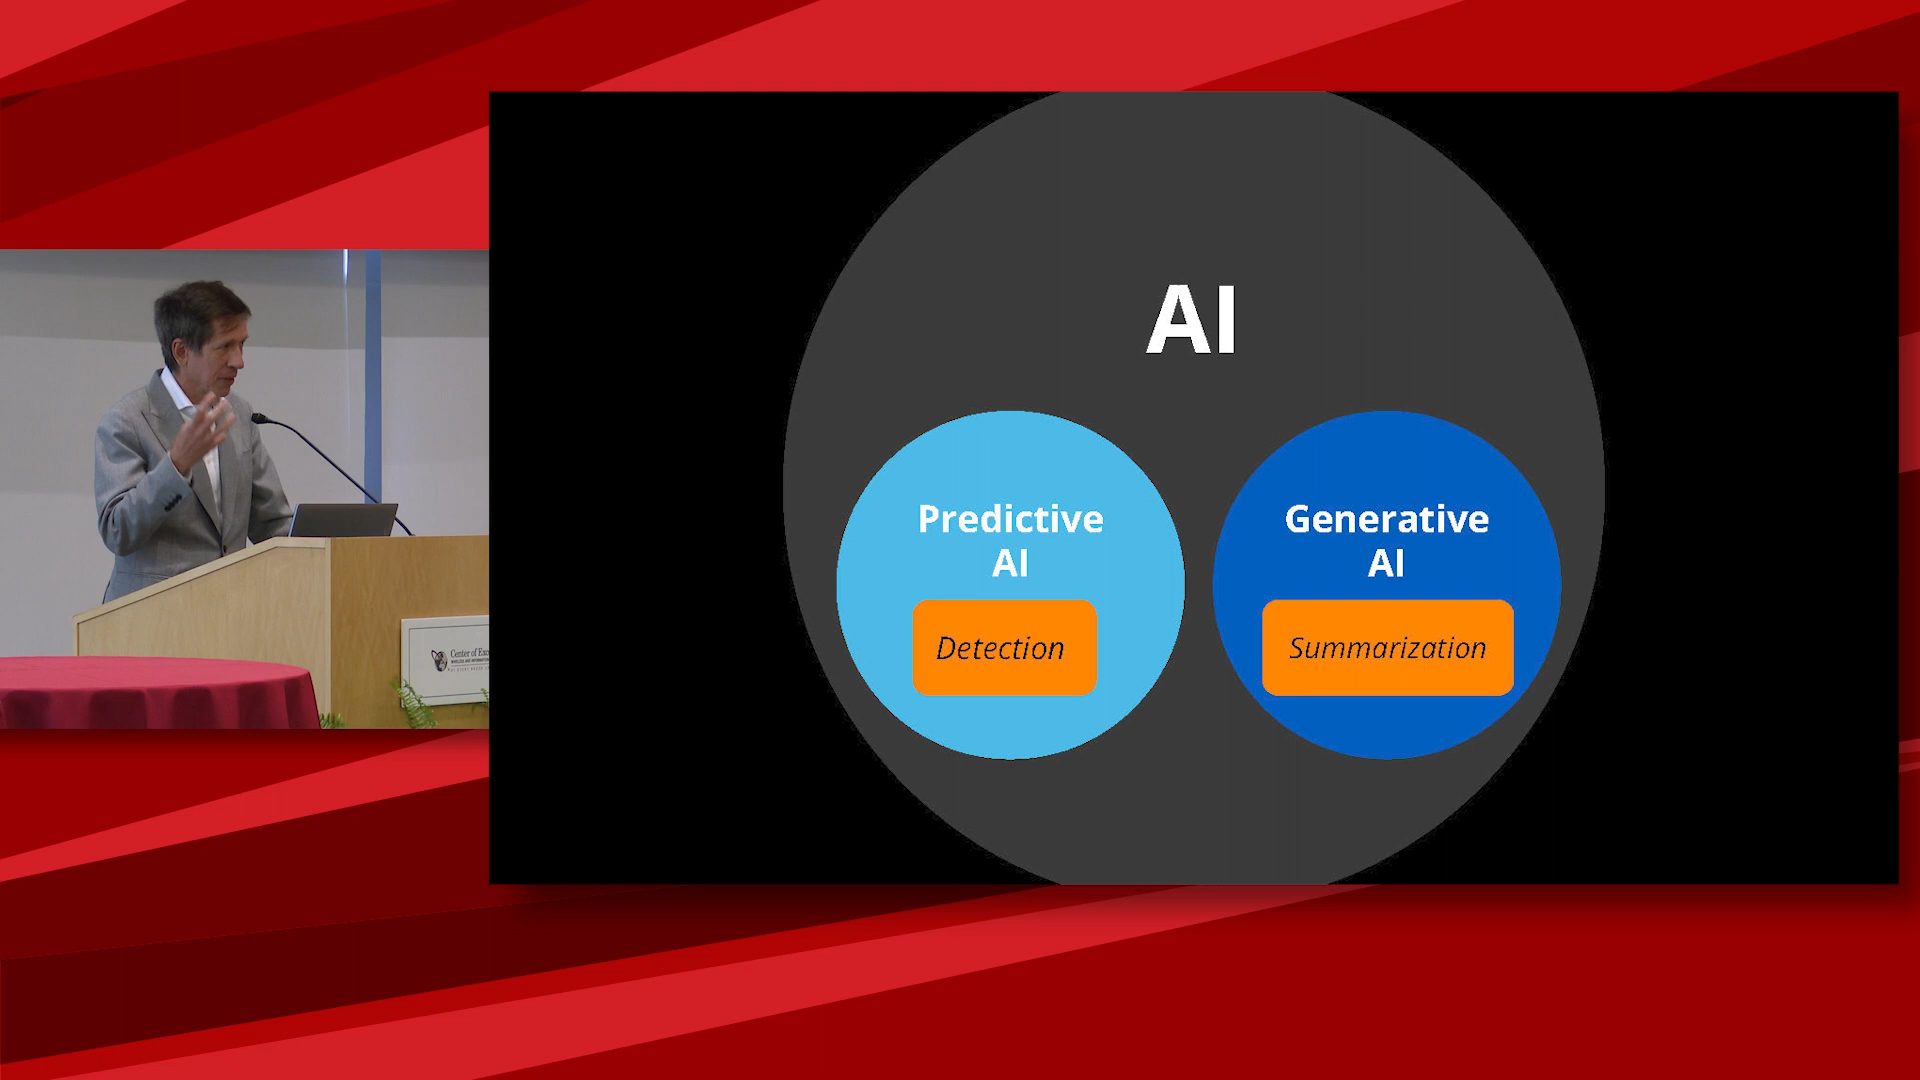 AI
Predictive
AI
Detection
Generative
AI
Summarization
Center of Exc